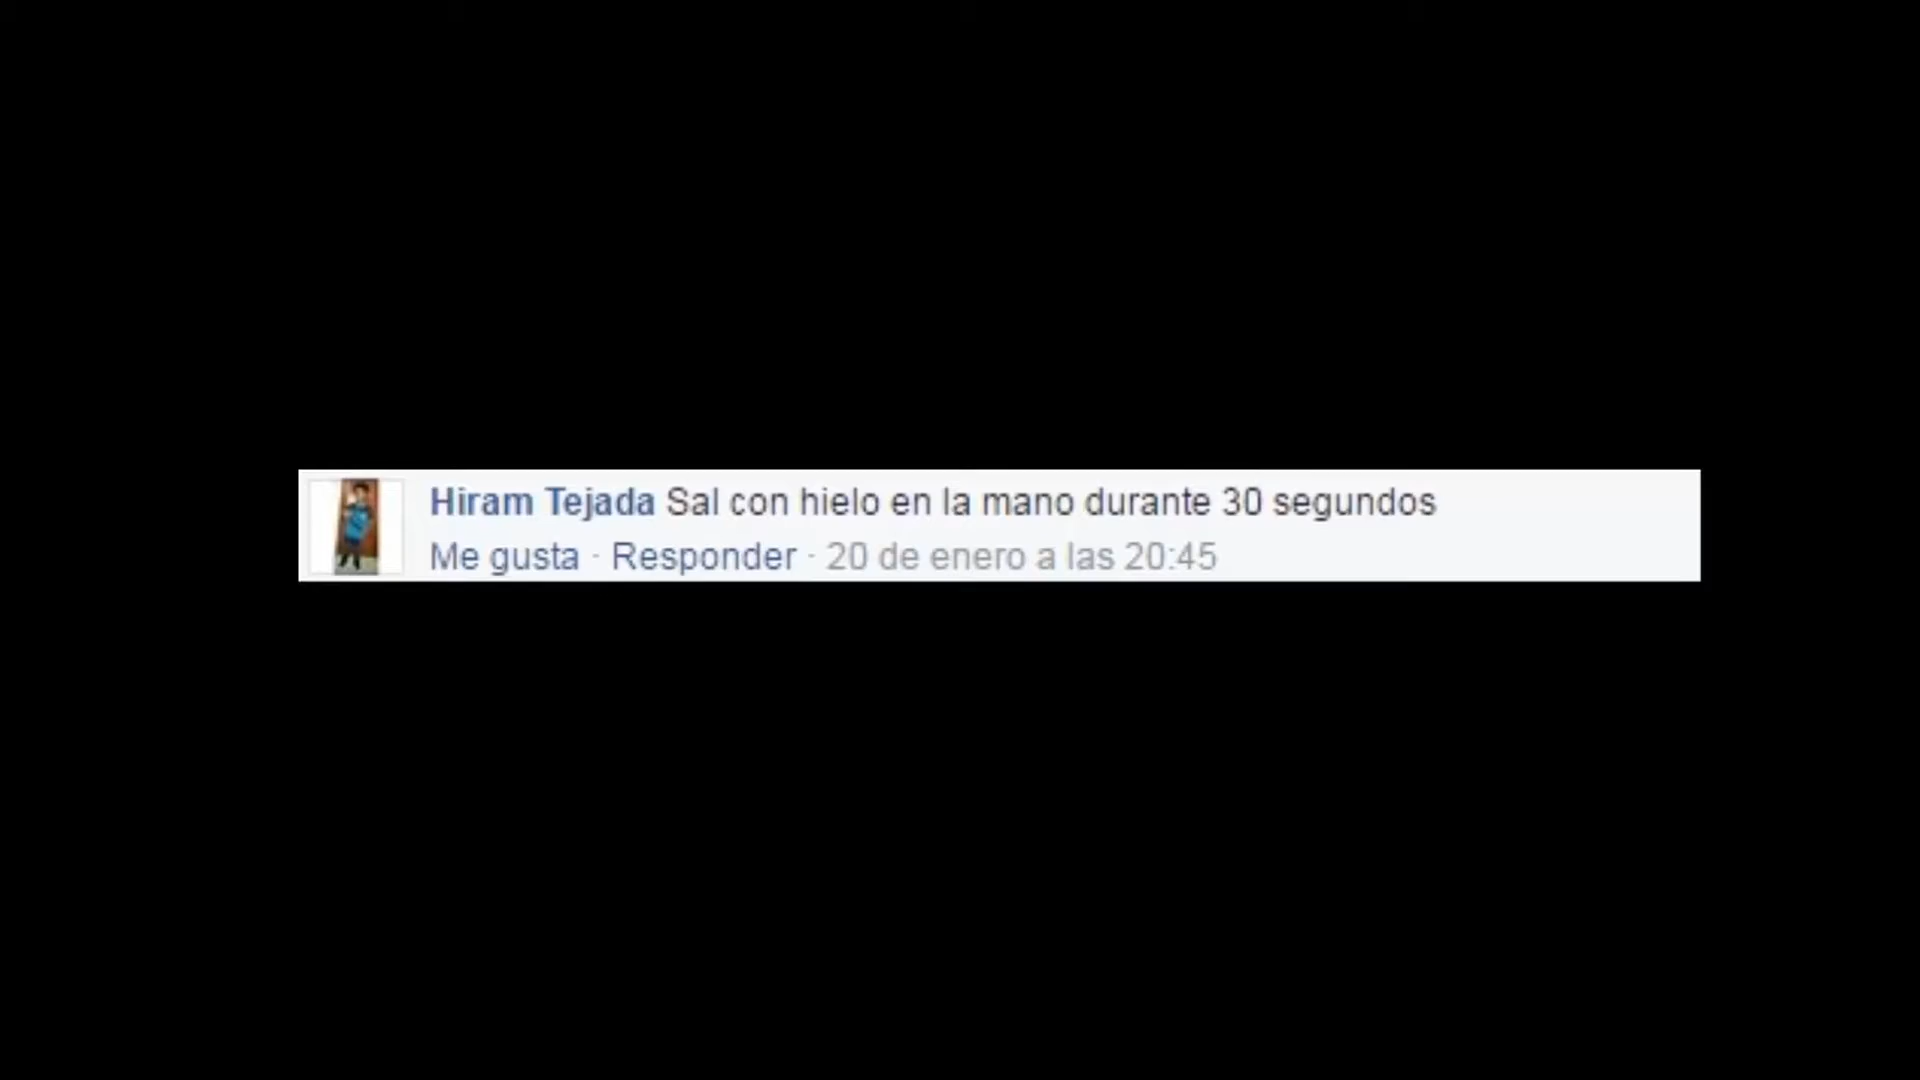 Hiram Tejada Sal con hielo en la mano durante 30 segundos
Me gusta · Responder · 20 de enero a las 20:45